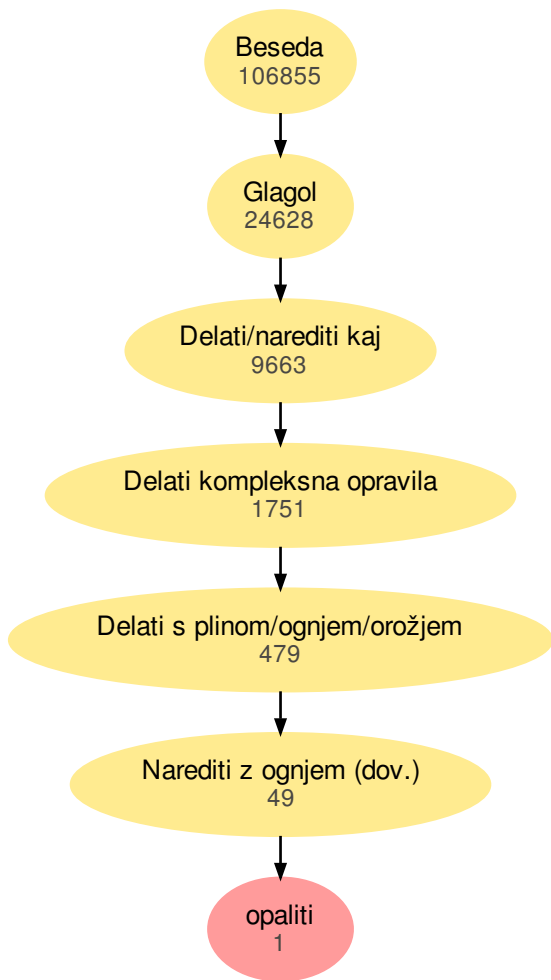 Beseda
106855
Glagol
24628
Delati/narediti kaj
9663
Delati kompleksna opravila
1751
Delati s plinom/ognjem/orožjem
479
Narediti z ognjem (dov.)
49
opaliti
1